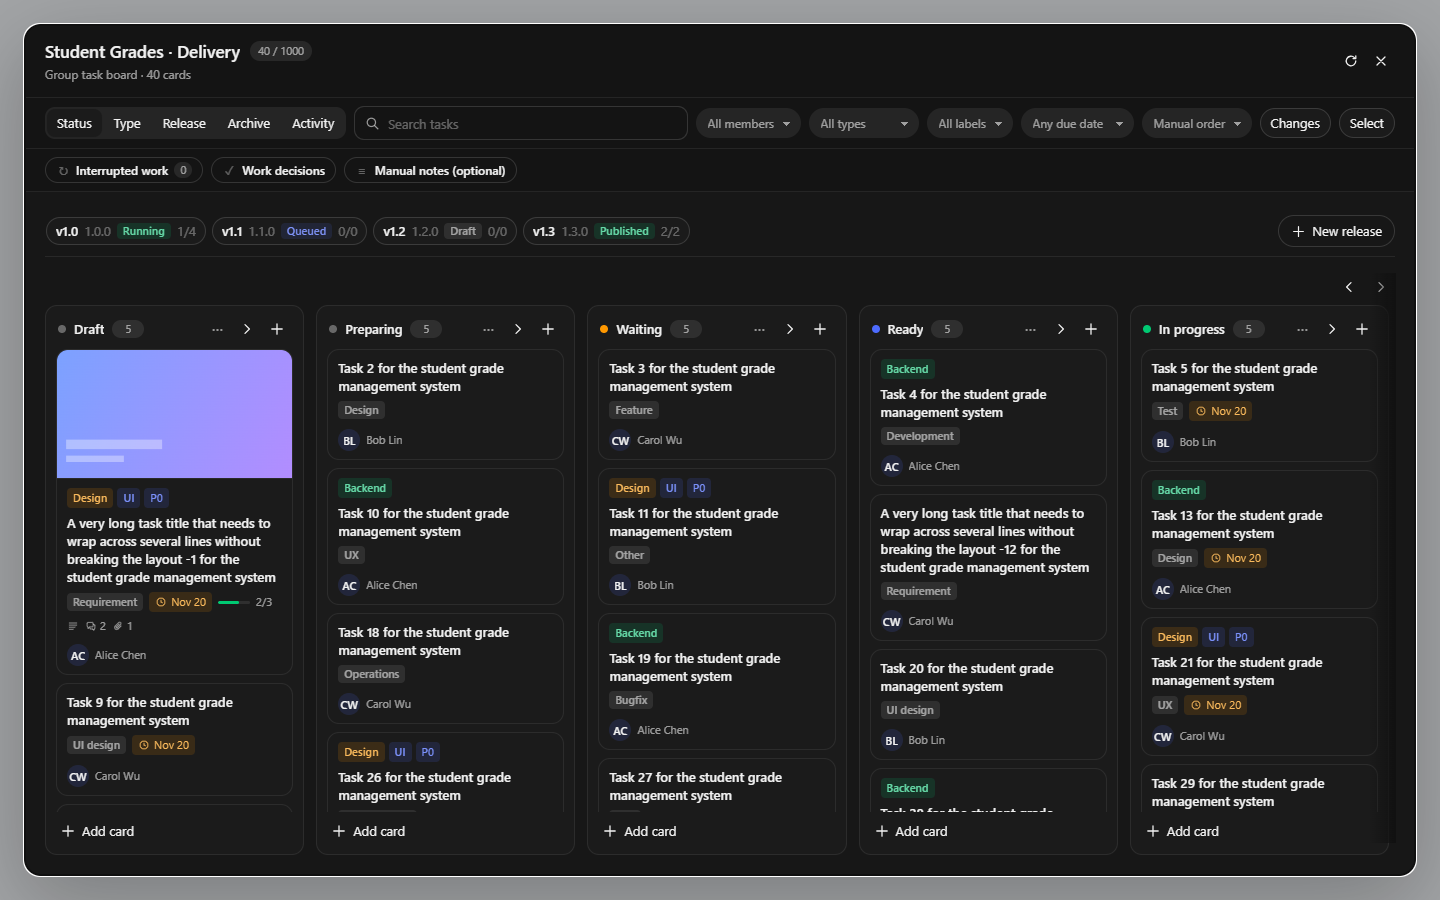 Student Grades · Delivery 40 / 1000
Group task board · 40 cards
Status Type Release Archive Activity Search tasks All members All types All labels Any due date Manual order Changes Select
Interrupted work 0 Work decisions Manual notes (optional)
v1.0 1.0.0 Running 1/4 v1.1 1.1.0 Queued 0/0 v1.2 1.2.0 Draft 0/0 v1.3 1.3.0 Published 2/2 New release
Draft 5
Design UI P0
A very long task title that needs to
wrap across several lines without
breaking the layout -1 for the
student grade management system
Requirement Nov 20 2/3
2 1
AC Alice Chen
Task 9 for the student grade
management system
UI design Nov 20
CW Carol Wu
Add card
Preparing 5
Task 2 for the student grade
management system
Design
BL Bob Lin
Backend
Task 10 for the student grade
management system
UX
AC Alice Chen
Task 18 for the student grade
management system
Operations
CW Carol Wu
Design UI P0
Task 26 for the student grade
management system
Add card
Waiting 5
Task 3 for the student grade
management system
Feature
CW Carol Wu
Design UI P0
Task 11 for the student grade
management system
Other
BL Bob Lin
Backend
Task 19 for the student grade
management system
Bugfix
AC Alice Chen
Task 27 for the student grade
management system
Add card
Ready 5
Backend
Task 4 for the student grade
management system
Development
AC Alice Chen
A very long task title that needs to
wrap across several lines without
breaking the layout -12 for the
student grade management system
Requirement
CW Carol Wu
Task 20 for the student grade
management system
UI design
BL Bob Lin
Backend
Task 28 for the student grade
Add card
In progress 5
Task 5 for the student grade
management system
Test Nov 20
BL Bob Lin
Backend
Task 13 for the student grade
management system
Design Nov 20
AC Alice Chen
Design UI P0
Task 21 for the student grade
management system
UX Nov 20
CW Carol Wu
Task 29 for the student grade
management system
Add card